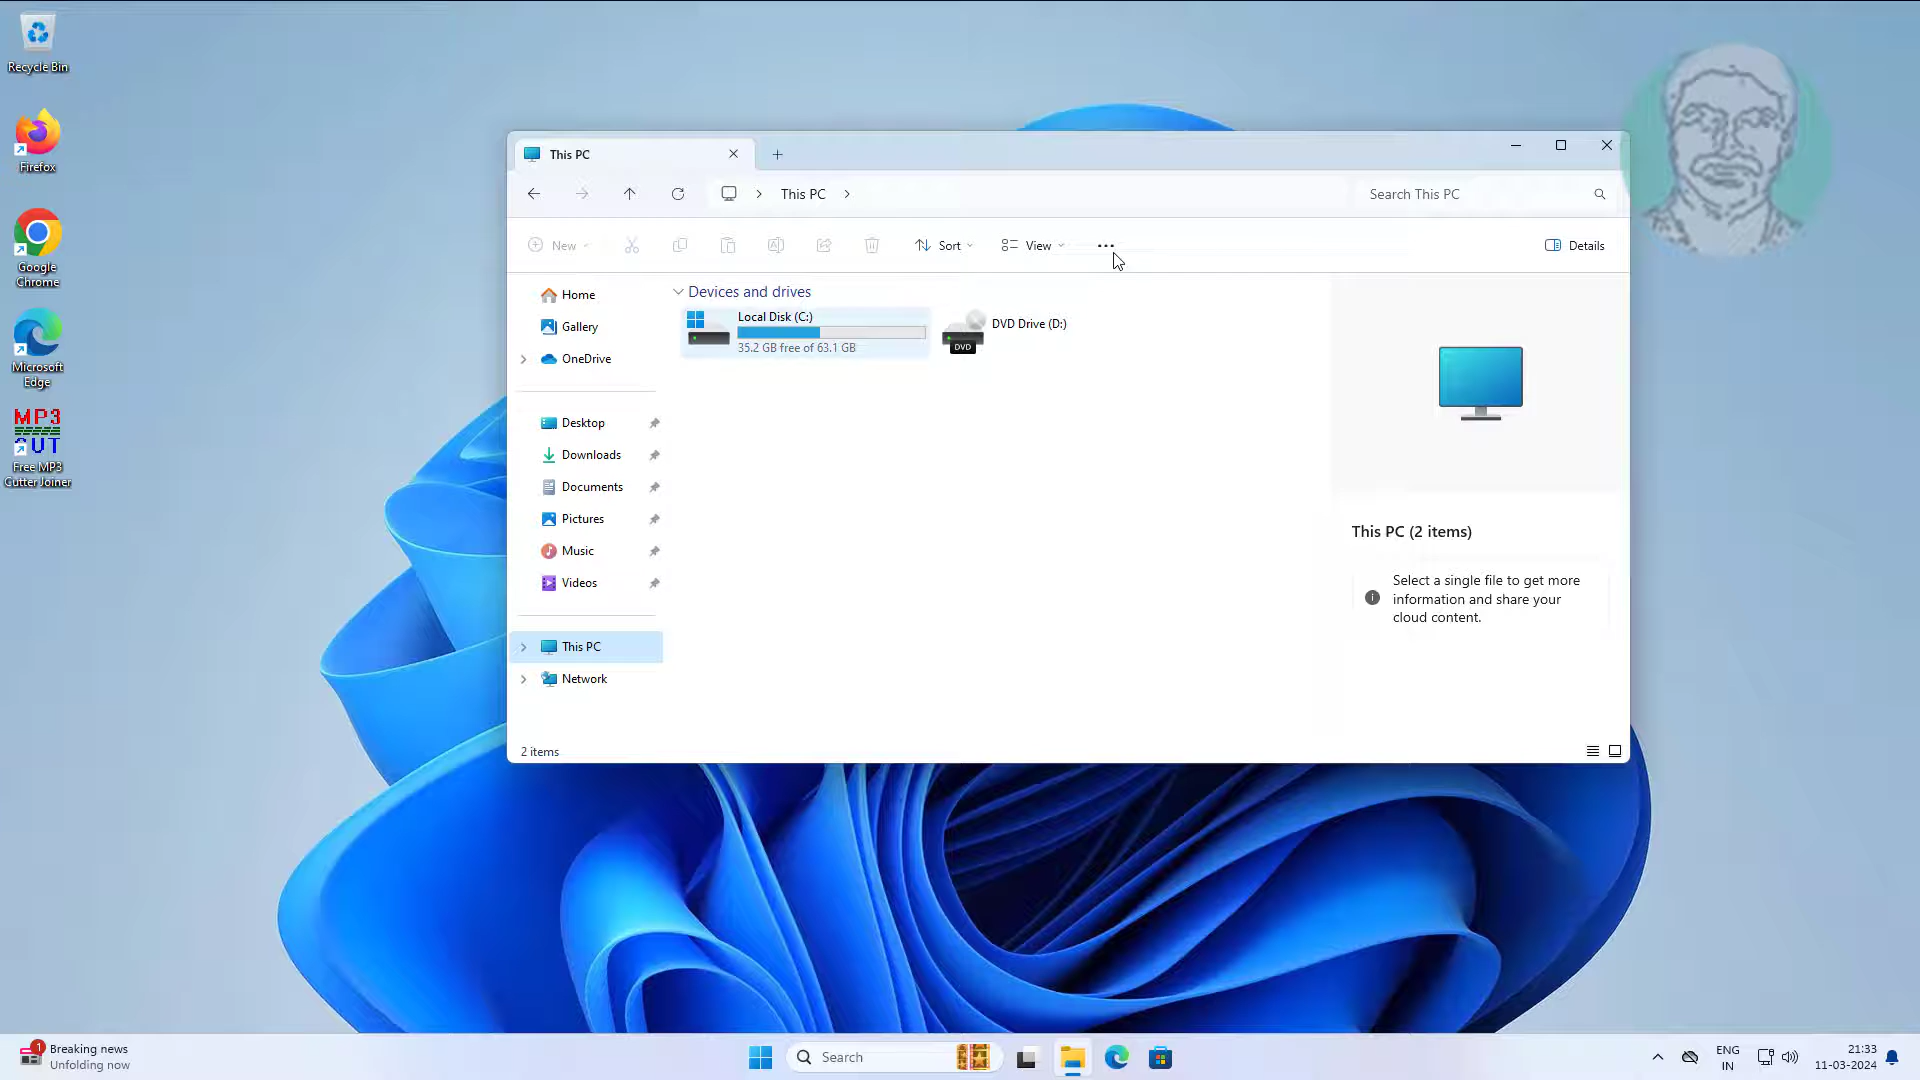 Recycle Bin
Firefox
Google
Chrome
Microsoft
Edge
MP3
CUT
Free MP3
Cutter Joiner
This PC
This PC
Search This PC
New
Sort
View
Details
Home
Gallery
OneDrive
Desktop
Downloads
Documents
Pictures
Music
Videos
This PC
Network
Devices and drives
Local Disk (C:)
35.2 GB free of 63.1 GB
DVD Drive (D:)
DVD
This PC (2 items)
Select a single file to get more
information and share your
cloud content.
2 items
1
Breaking news
Unfolding now
Search
ENG
IN
21:33
11-03-2024